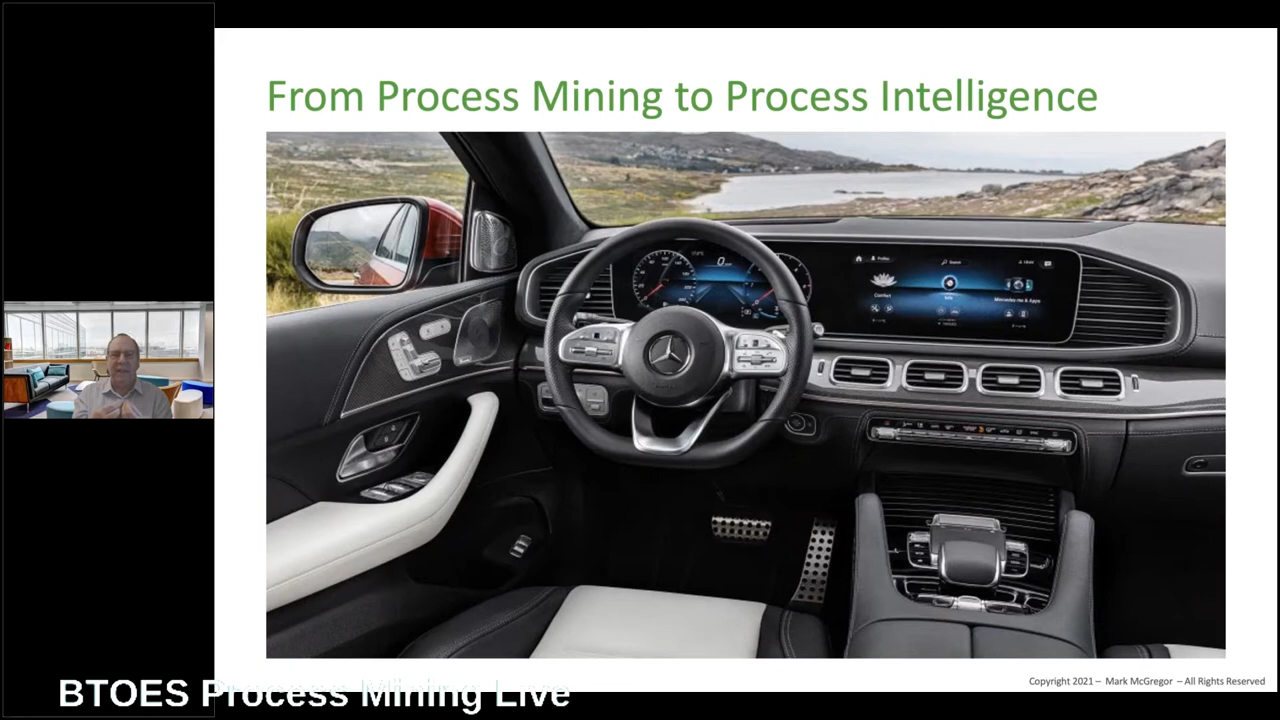 From Process Mining to Process Intelligence
Copyright 2021 – Mark McGregor – All Rights Reserved
BTOES Process Mining Live